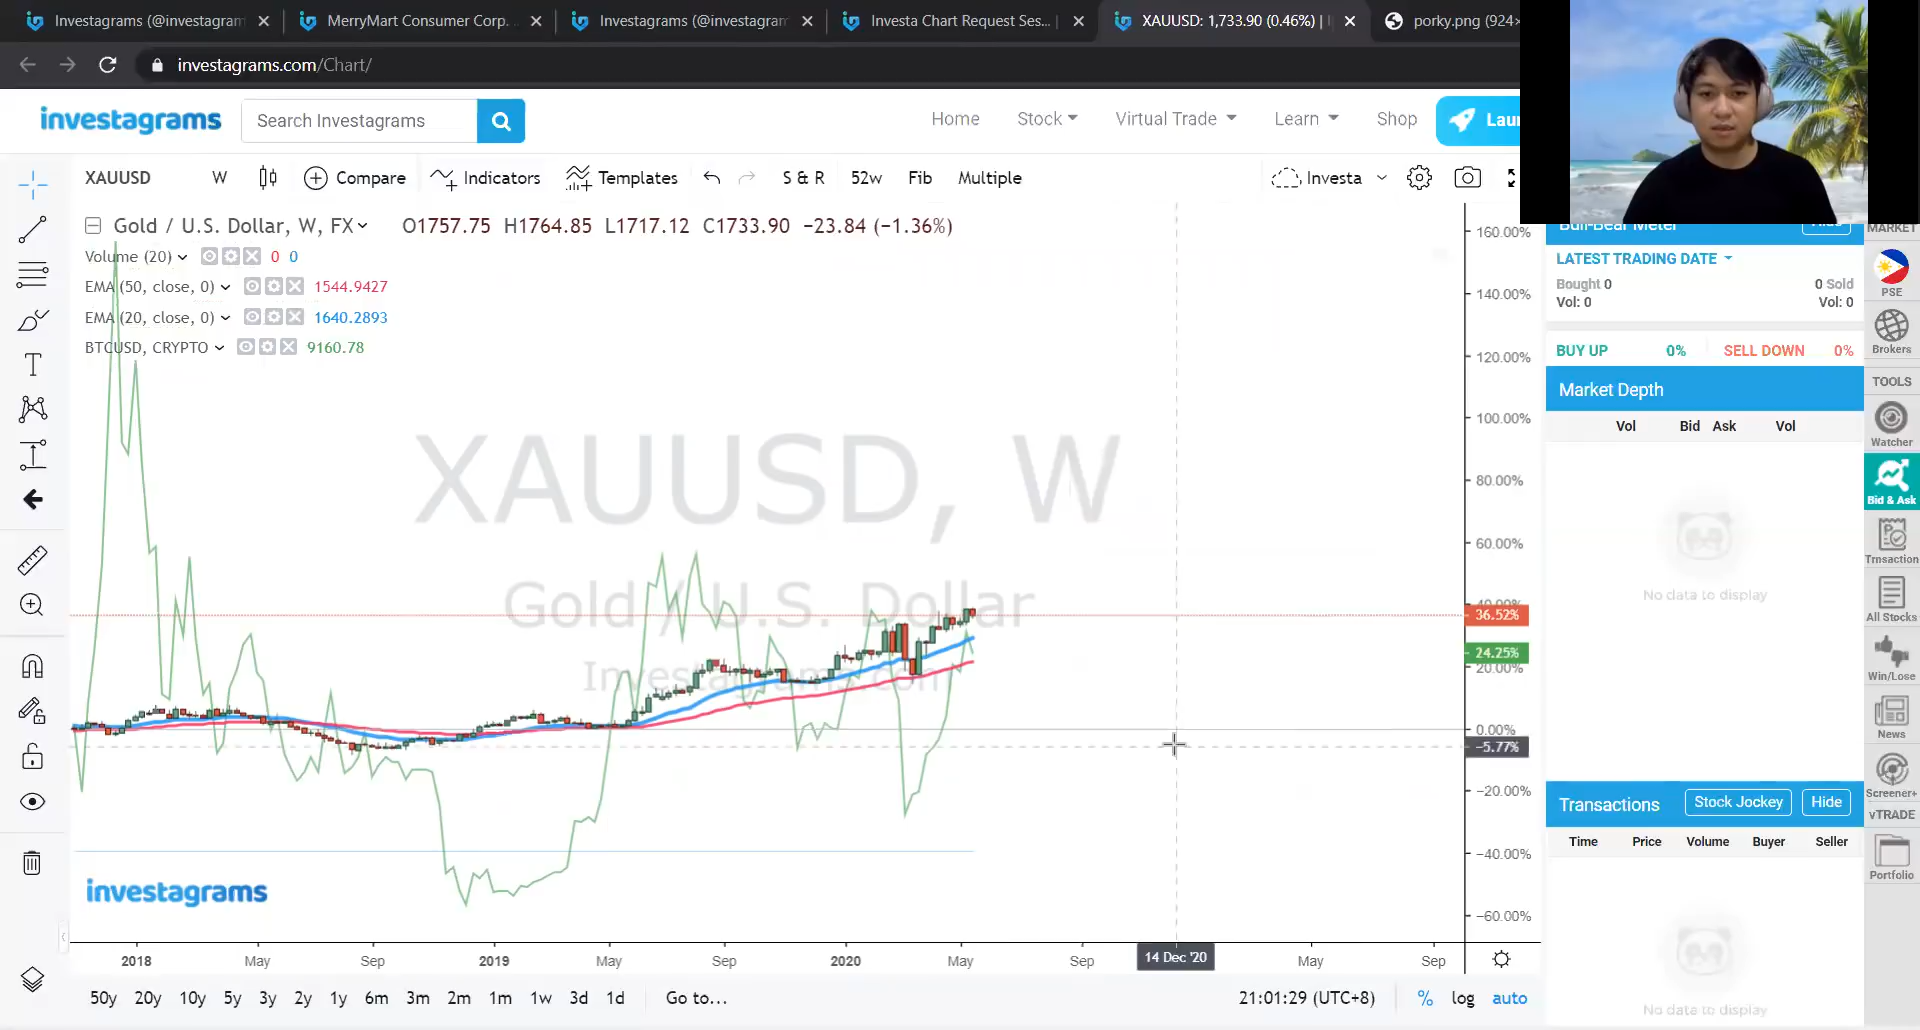 Investagrams (@investagram
MerryMart Consumer Corp.
Investagrams (@investagram
Investa Chart Request Ses...
XAUUSD: 1,733.90 (0.46%) |
porky.png (924×
investagrams.com/Chart/
investagrams
Search Investagrams
Home
Stock
Virtual Trade
Learn
Shop
Lau
XAUUSD
W
Compare
Indicators
Templates
S & R
52w
Fib
Multiple
Investa
Gold / U.S. Dollar, W, FX
O1757.75 H1764.85 L1717.12 C1733.90 −23.84 (−1.36%)
Volume (20)
0 0
EMA (50, close, 0)
1544.9427
EMA (20, close, 0)
1640.2893
BTCUSD, CRYPTO
9160.78
XAUUSD, W
Gold / U.S. Dollar
Investagrams.com
160.00%
140.00%
120.00%
100.00%
80.00%
60.00%
40.00%
36.52%
24.25%
20.00%
0.00%
−5.77%
−20.00%
−40.00%
−60.00%
investagrams
2018
May
Sep
2019
May
Sep
2020
May
Sep
14 Dec '20
May
Sep
50y 20y 10y 5y 3y 2y 1y 6m 3m 2m 1m 1w 3d 1d
Go to...
21:01:29 (UTC+8)
% log auto
Bull-Bear Meter
Hide
LATEST TRADING DATE
Bought 0
0 Sold
Vol: 0
Vol: 0
BUY UP 0%
SELL DOWN 0%
Market Depth
Vol Bid Ask Vol
No data to display
Transactions
Stock Jockey
Hide
Time Price Volume Buyer Seller
No data to display
MARKET
PSE
Brokers
TOOLS
Watcher
Bid & Ask
Trnsaction
All Stocks
Win/Lose
News
Screener+
vTRADE
Portfolio